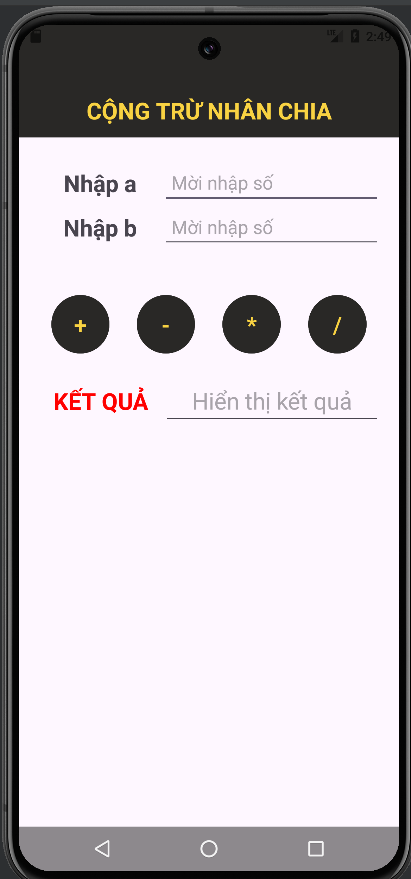 LTE 2:49
CỘNG TRỪ NHÂN CHIA
Nhập a Mời nhập số
Nhập b Mời nhập số
+ - * /
KẾT QUẢ Hiển thị kết quả